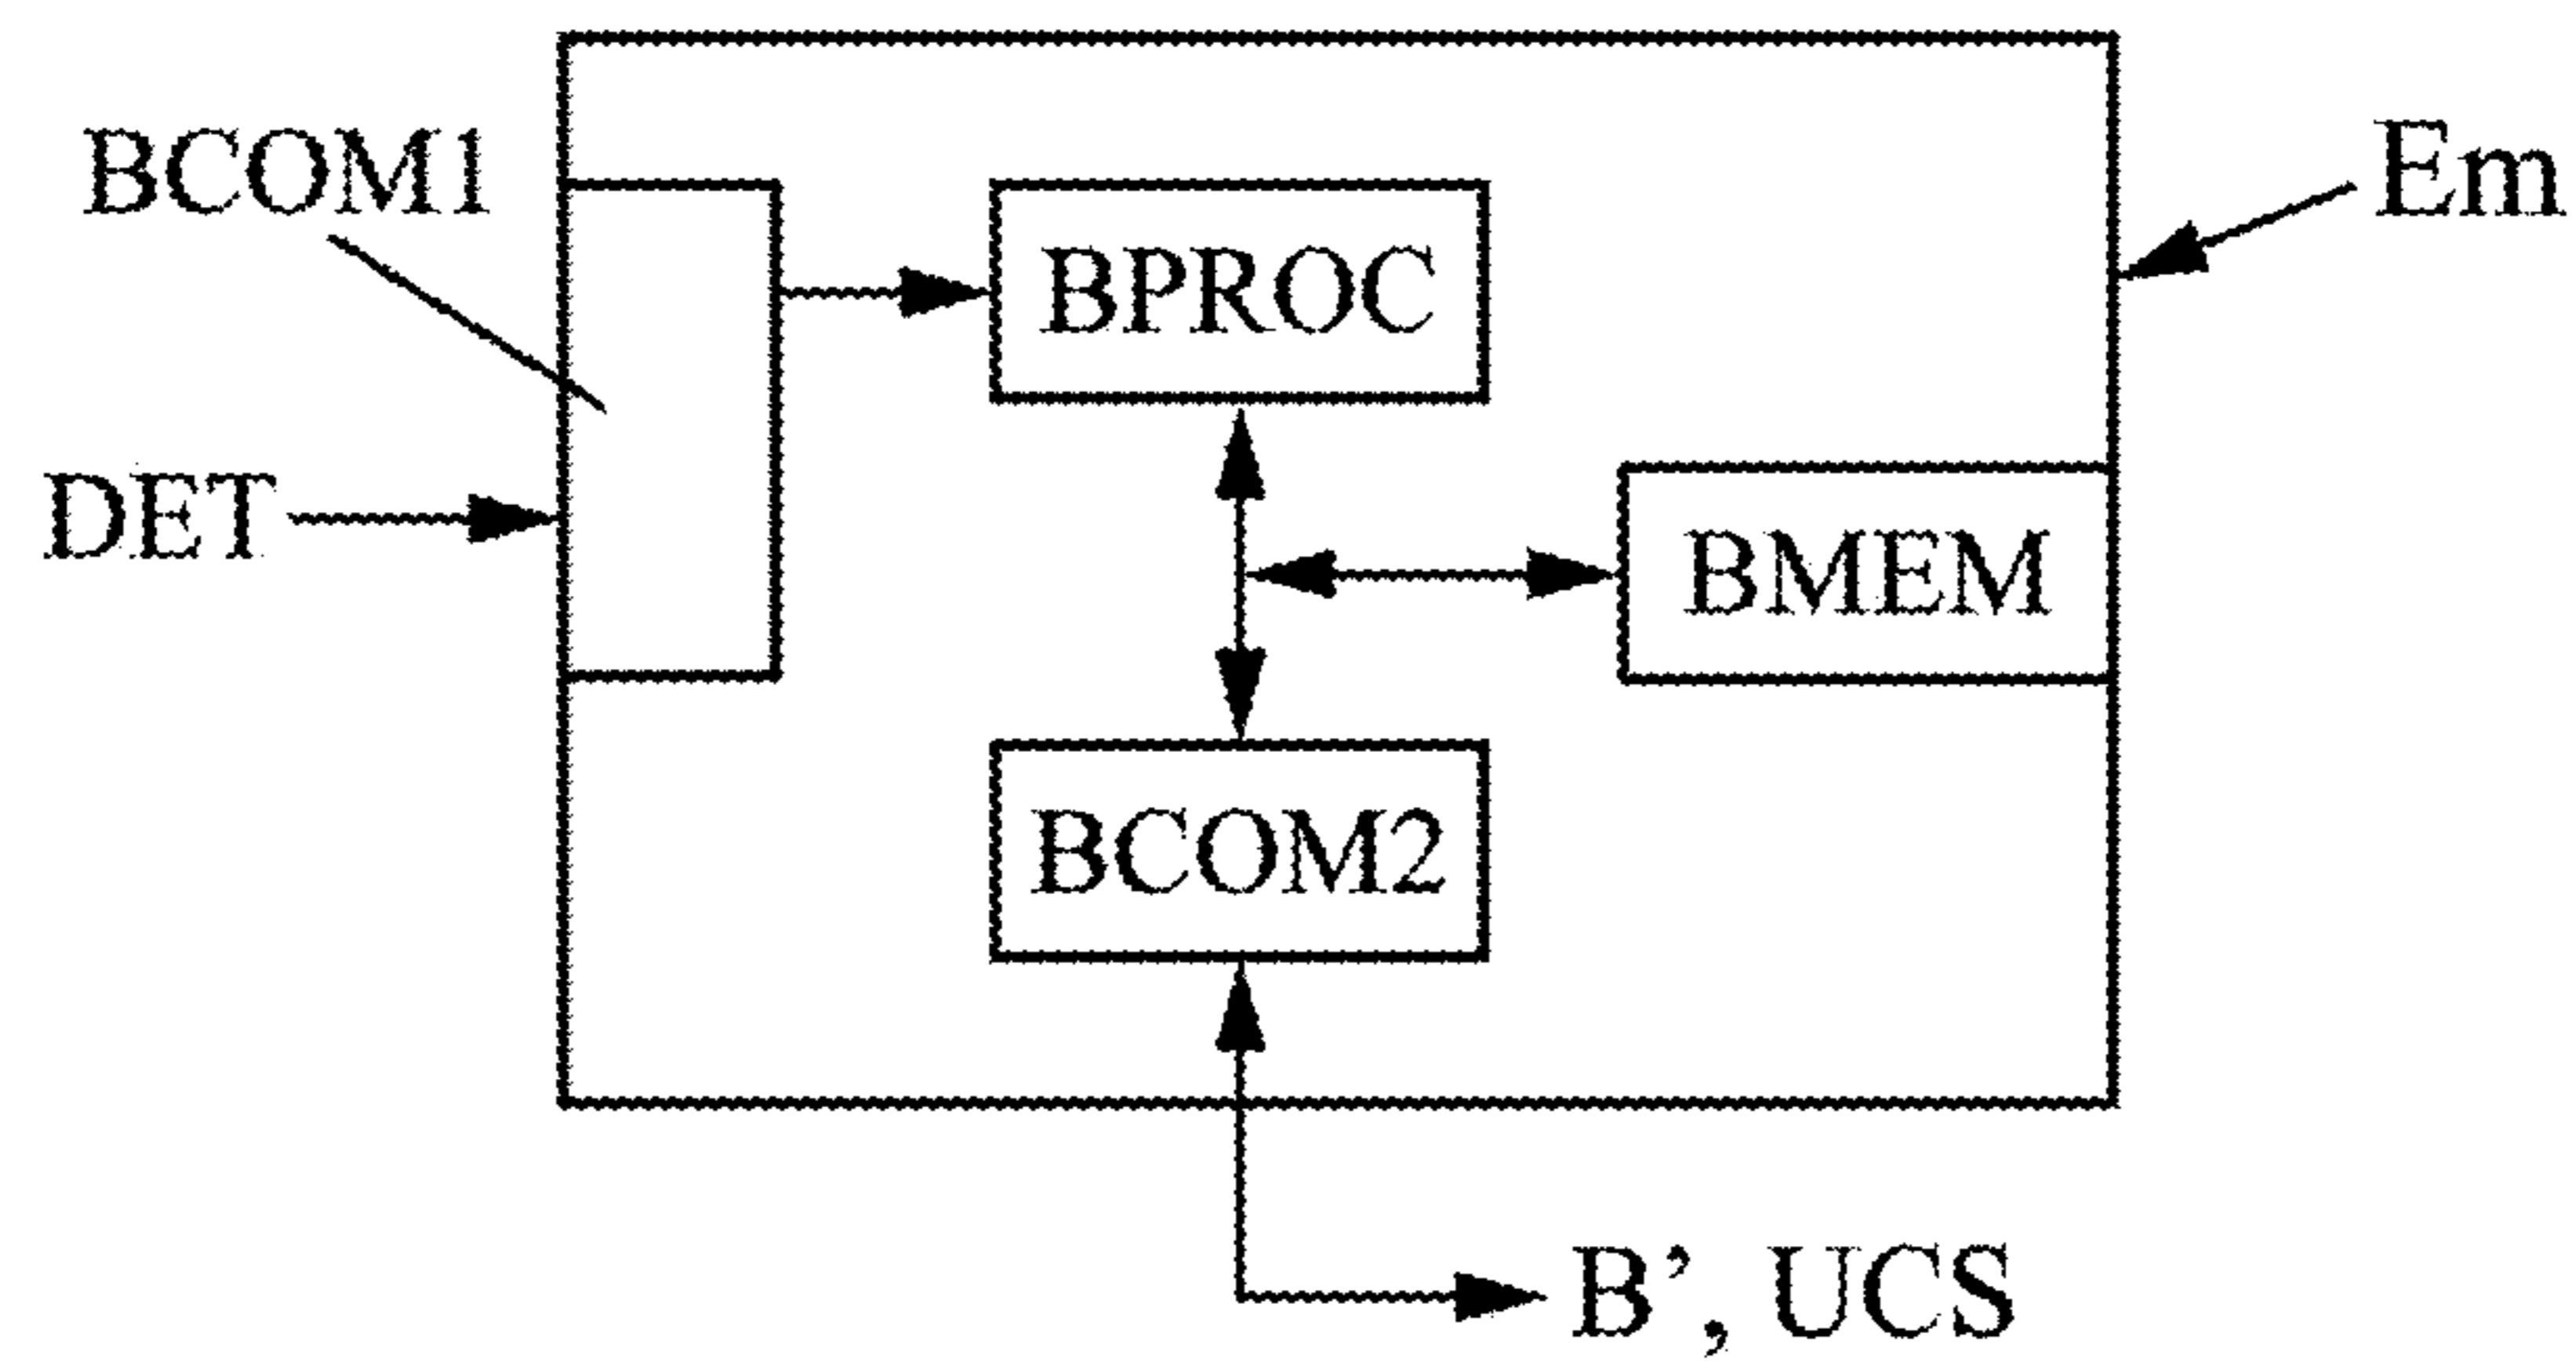 BCOM1
Em
BPROC
DET
BMEM
BCOM2
B’, UCS